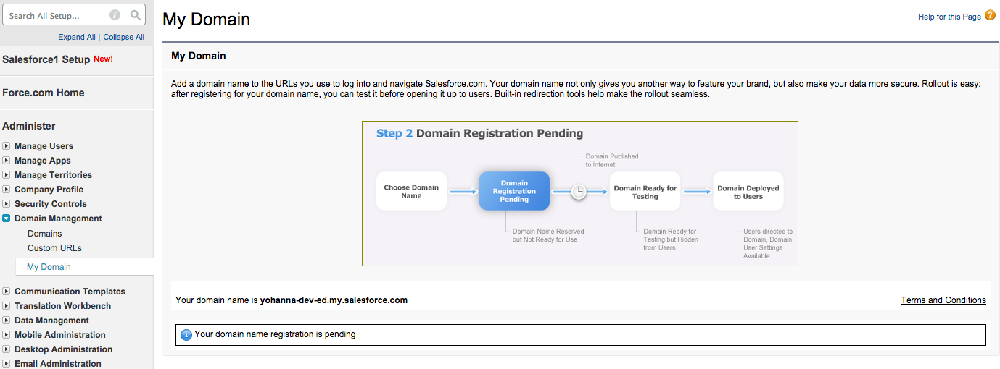 Search All Setup...
Expand All | Collapse All
Salesforce1 Setup New!
Force.com Home
Administer
Manage Users
Manage Apps
Manage Territories
Company Profile
Security Controls
Domain Management
Domains
Custom URLs
My Domain
Communication Templates
Translation Workbench
Data Management
Mobile Administration
Desktop Administration
Email Administration
My Domain
Help for this Page ?
My Domain
Add a domain name to the URLs you use to log into and navigate Salesforce.com. Your domain name not only gives you another way to feature your brand, but also make your data more secure. Rollout is easy:
after registering for your domain name, you can test it before opening it up to users. Built-in redirection tools help make the rollout seamless.
Step 2 Domain Registration Pending
Domain Published
to Internet
Choose Domain
Name
Domain
Registration
Pending
Domain Ready for
Testing
Domain Deployed
to Users
Domain Name Reserved
but Not Ready for Use
Domain Ready for
Testing but Hidden
from Users
Users directed to
Domain, Domain
User Settings
Available
Your domain name is yohanna-dev-ed.my.salesforce.com
Terms and Conditions
Your domain name registration is pending